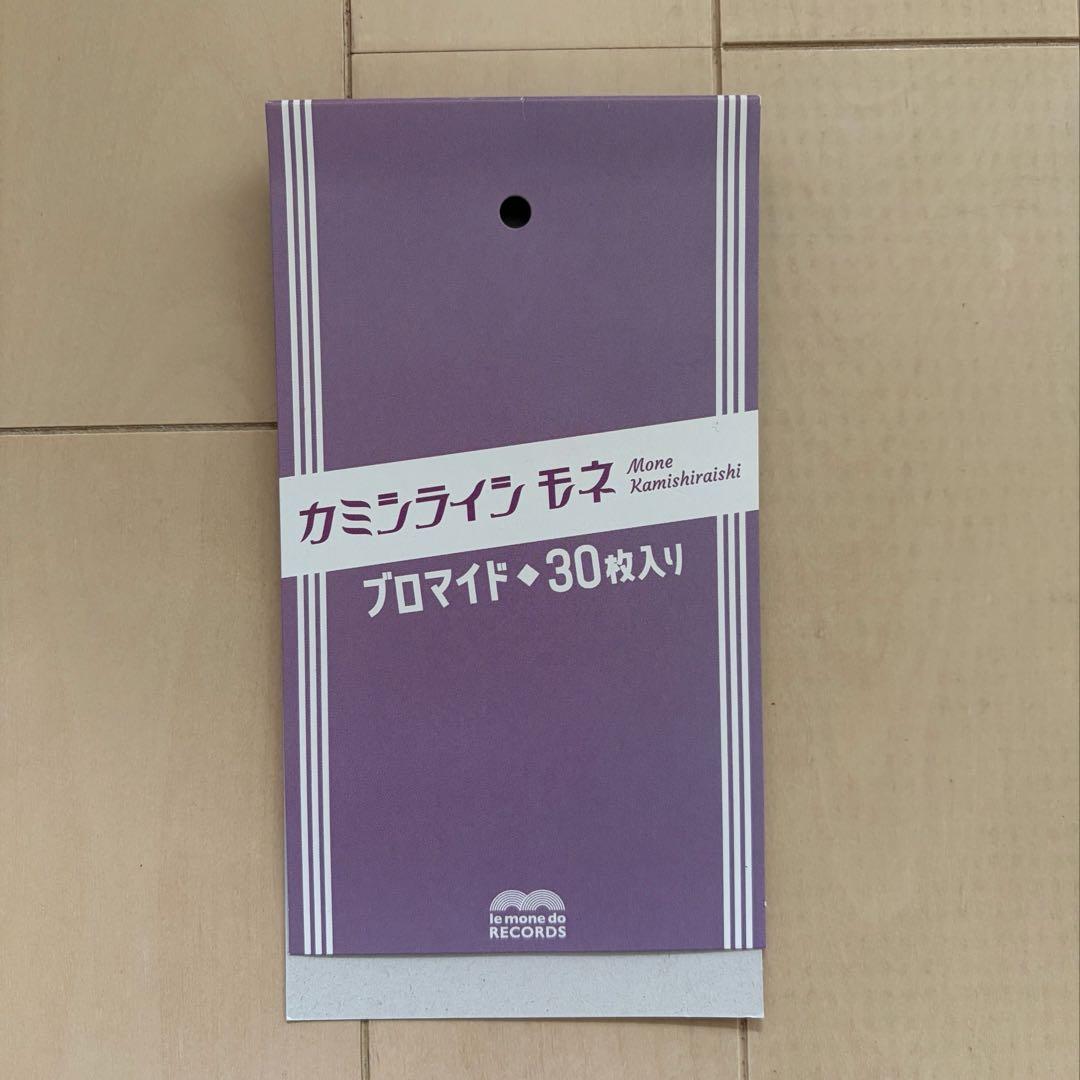 カミシライシ モネ
Mone
Kamishiraishi
ブロマイド◆30枚入り
le mone do
RECORDS